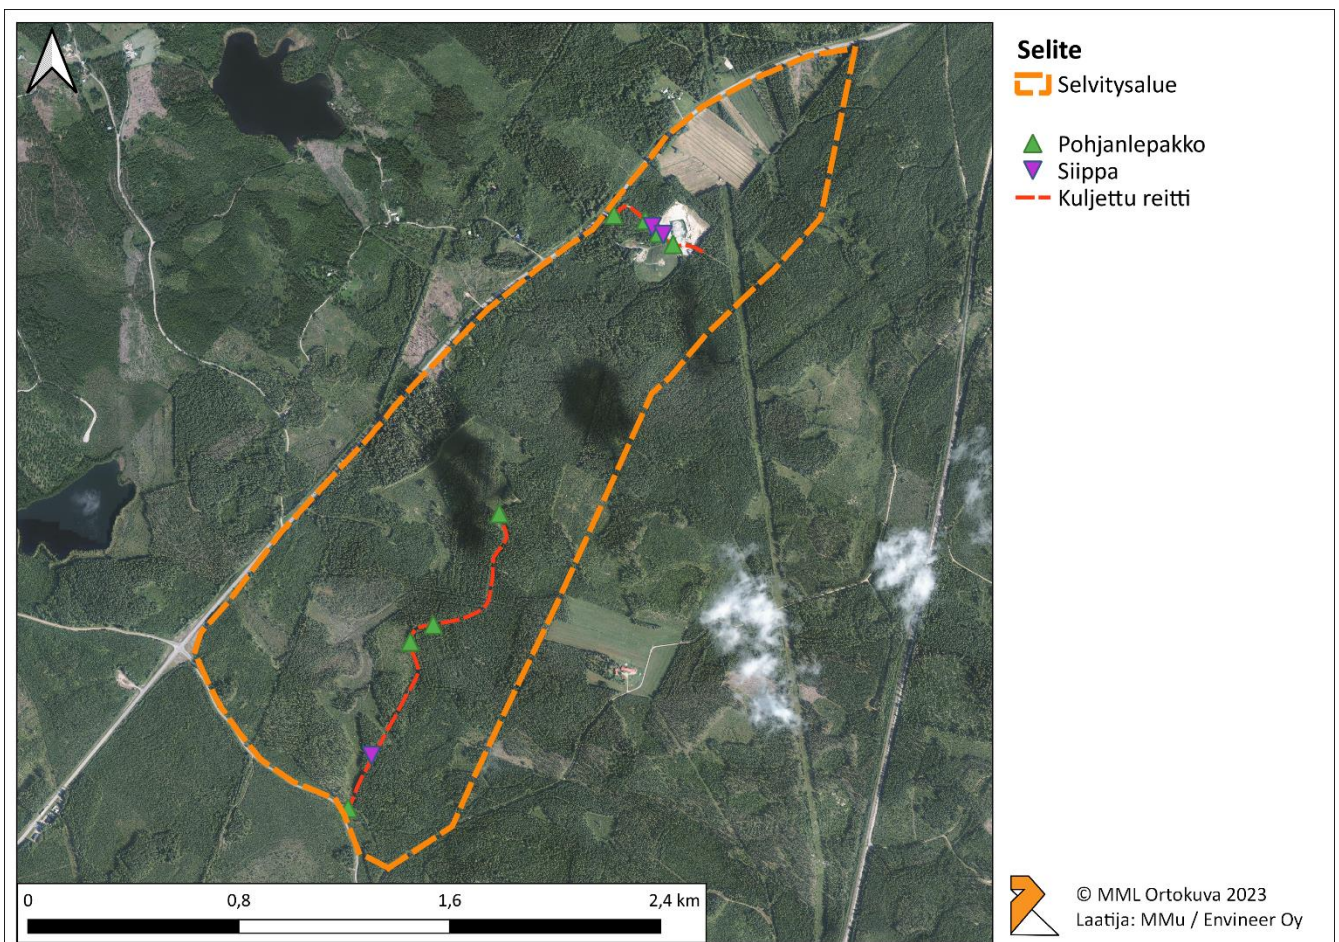 Selite
Selvitysalue
Pohjanlepakko
Siippa
Kuljettu reitti
0 0,8 1,6 2,4 km
© MML Ortokuva 2023
Laatija: MMu / Envineer Oy